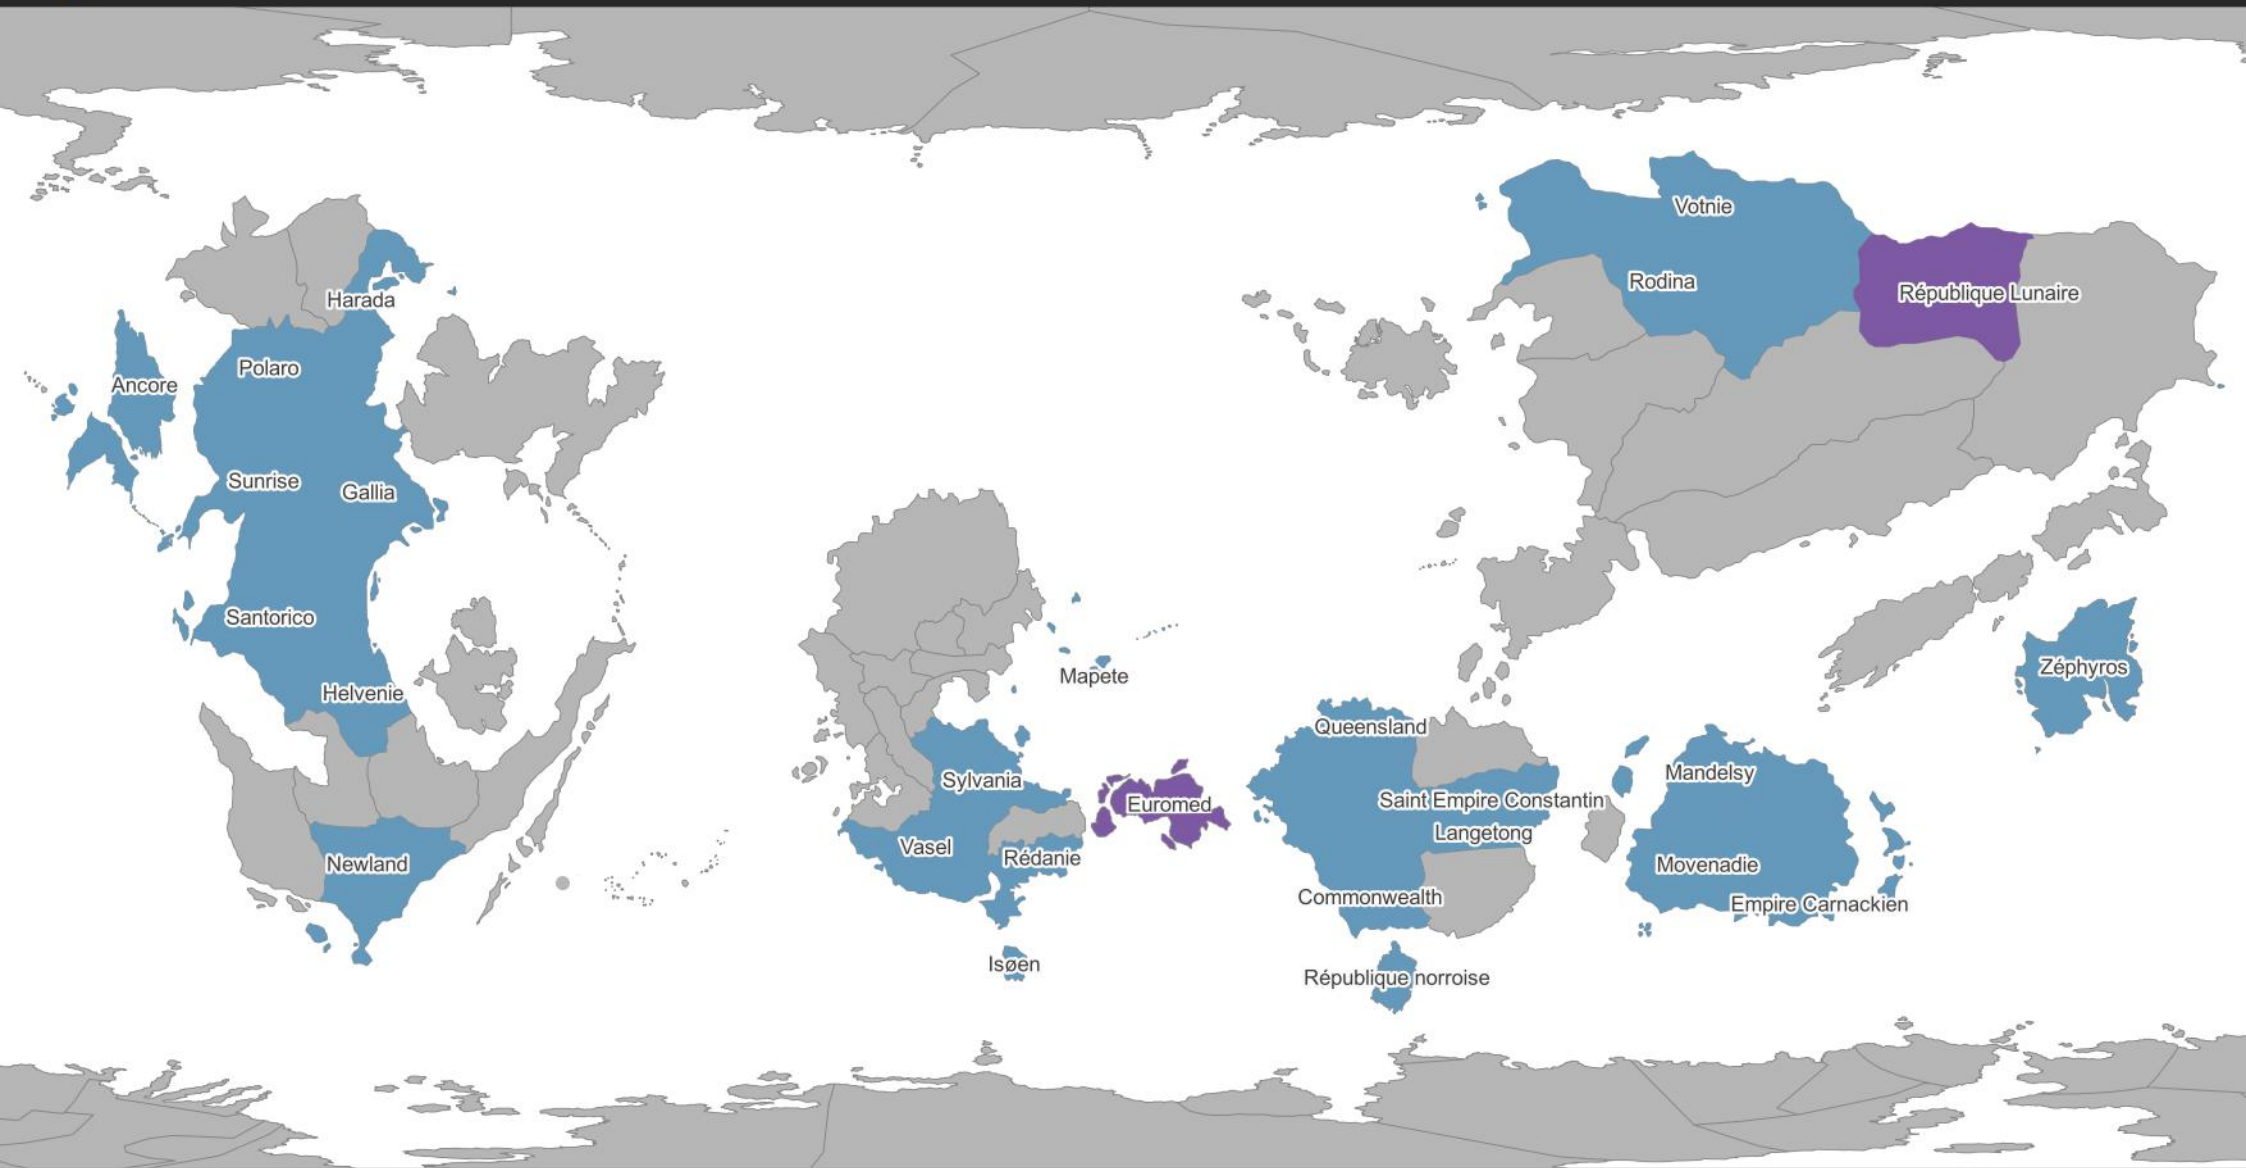 Votnie
Rodina
République Lunaire
Harada
Polaro
Ancore
Sunrise
Gallia
Santorico
Helvenie
Newland
Mapete
Sylvania
Vasel
Rédanie
Isøen
Euromed
Queensland
Saint Empire Constantin
Langetong
Commonwealth
République norroise
Mandelsy
Movenadie
Empire Carnackien
Zéphyros